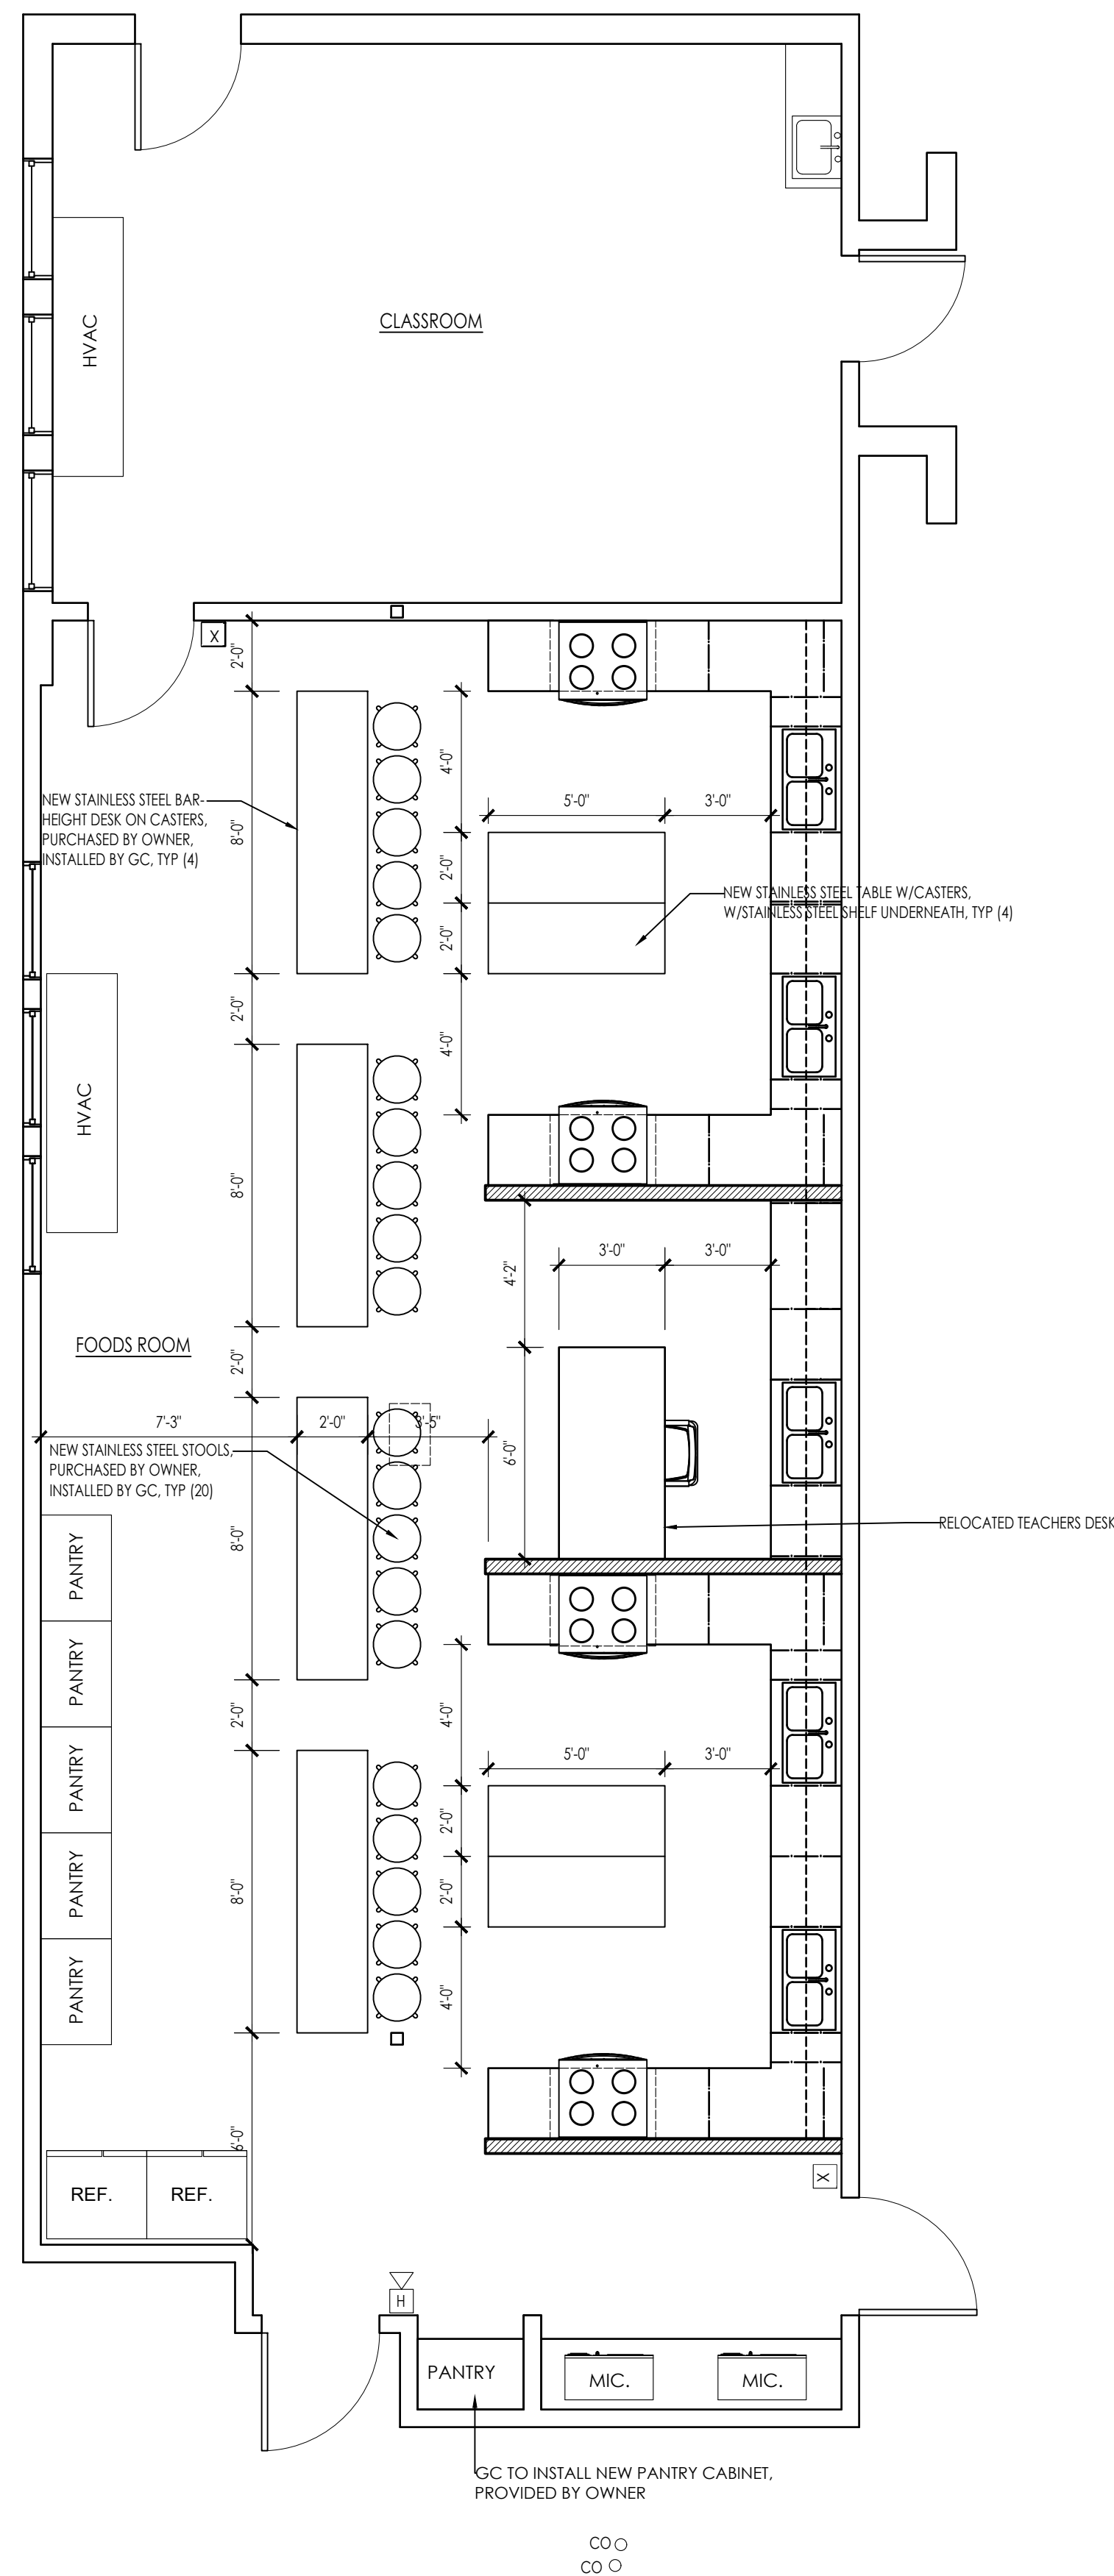 HVAC
CLASSROOM
X
2'-0"
4'-0"
NEW STAINLESS STEEL BAR-
HEIGHT DESK ON CASTERS,
PURCHASED BY OWNER,
INSTALLED BY GC, TYP (4)
8'-0"
5'-0"
3'-0"
2'-0"
NEW STAINLESS STEEL TABLE W/CASTERS,
W/STAINLESS STEEL SHELF UNDERNEATH, TYP (4)
2'-0"
2'-0"
4'-0"
HVAC
8'-0"
3'-0"
3'-0"
4'-2"
FOODS ROOM
2'-0"
7'-3"
2'-0"
3'-5"
6'-0"
NEW STAINLESS STEEL STOOLS,
PURCHASED BY OWNER,
INSTALLED BY GC, TYP (20)
RELOCATED TEACHERS DESK
8'-0"
PANTRY
PANTRY
PANTRY
PANTRY
PANTRY
2'-0"
4'-0"
5'-0"
3'-0"
2'-0"
8'-0"
2'-0"
4'-0"
6'-0"
REF.
REF.
X
H
PANTRY
MIC.
MIC.
GC TO INSTALL NEW PANTRY CABINET,
PROVIDED BY OWNER
CO
CO